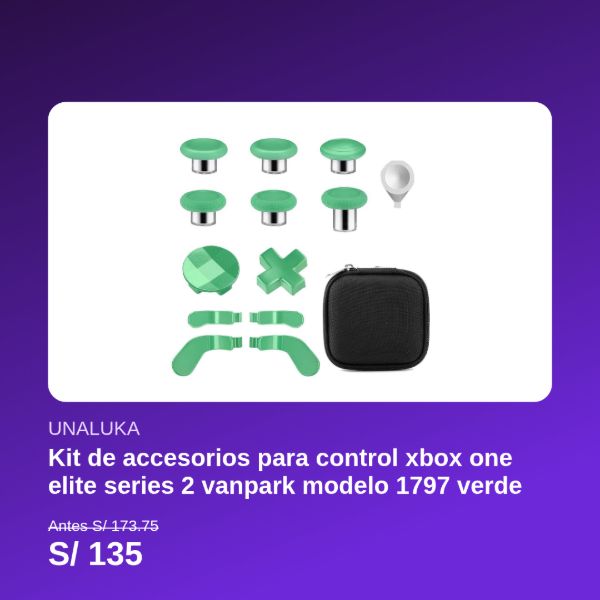 UNALUKA
Kit de accesorios para control xbox one
elite series 2 vanpark modelo 1797 verde
Antes S/ 173.75
S/ 135